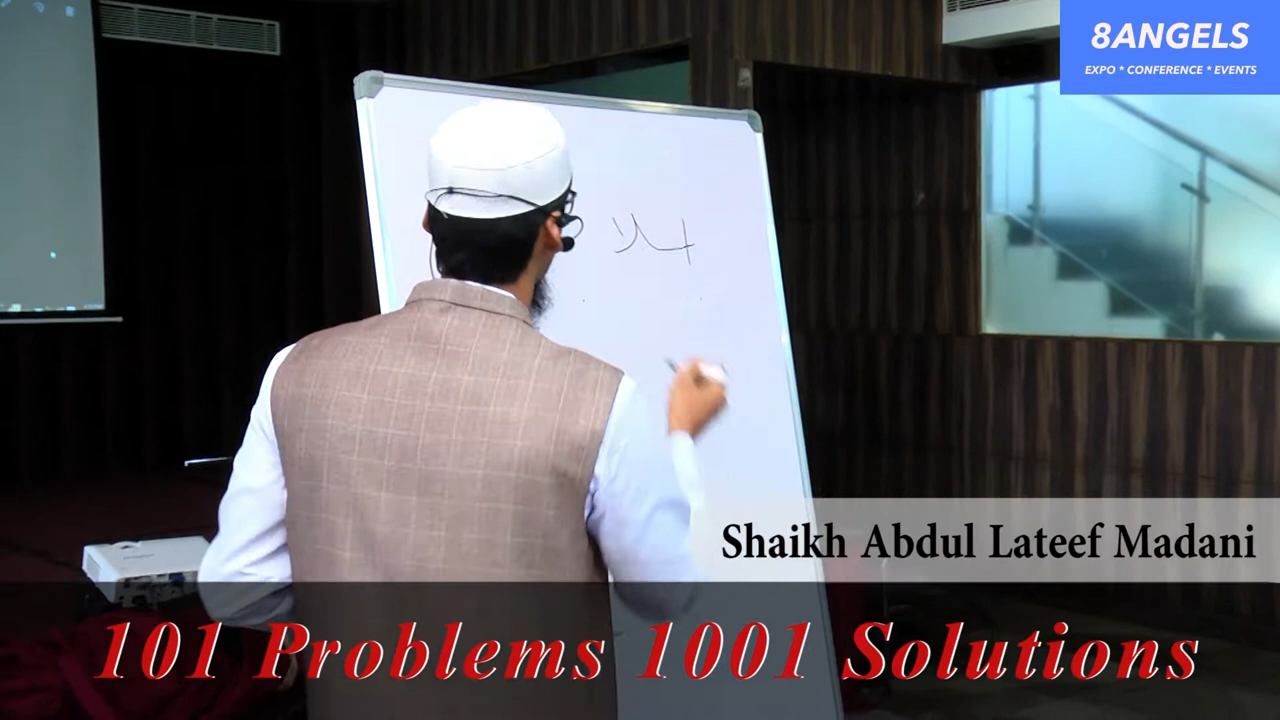 8ANGELS
EXPO * CONFERENCE * EVENTS
Shaikh Abdul Lateef Madani
101 Problems 1001 Solutions